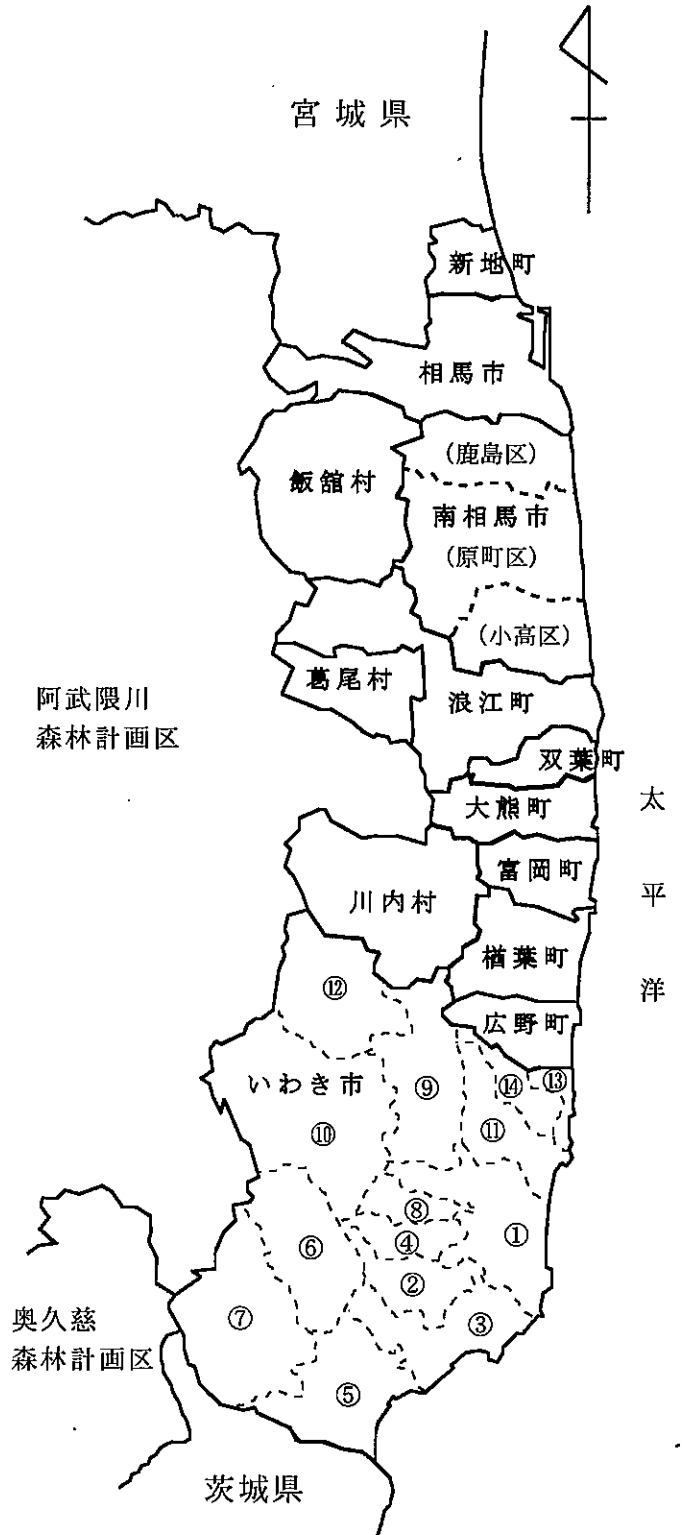 宮城県
新地町
相馬市
(鹿島区)
飯舘村
南相馬市
(原町区)
(小高区)
葛尾村
浪江町
阿武隈川
森林計画区
双葉町
大熊町
太平洋
富岡町
川内村
楢葉町
⑫
広野町
いわき市
⑨
⑭
⑬
⑩
⑪
⑧
①
④
⑥
②
⑦
③
奥久慈
森林計画区
⑤
茨城県